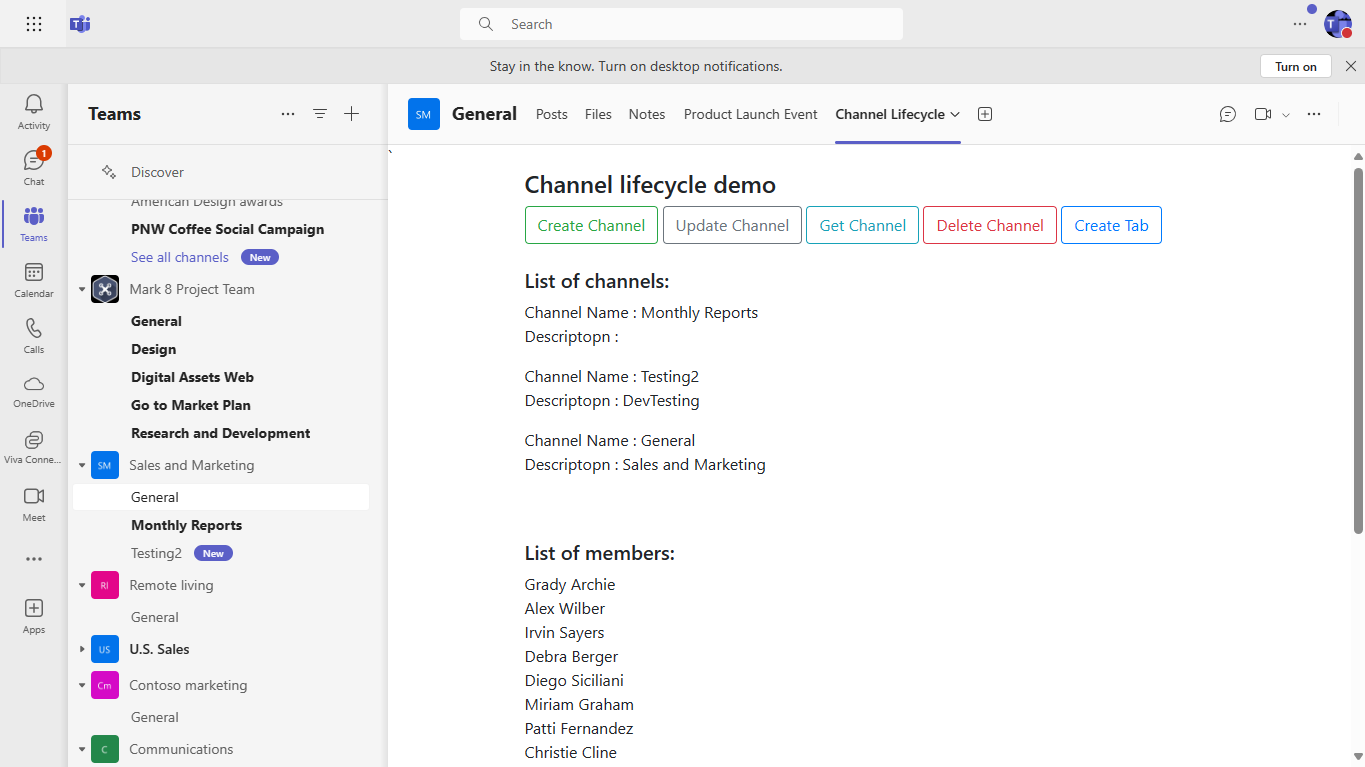 Search
Stay in the know. Turn on desktop notifications.
Turn on
Activity
Chat
1
Teams
Calendar
Calls
OneDrive
Viva Conne...
Meet
Apps
Teams
Discover
American Design awards
PNW Coffee Social Campaign
See all channels New
Mark 8 Project Team
General
Design
Digital Assets Web
Go to Market Plan
Research and Development
SM Sales and Marketing
General
Monthly Reports
Testing2 New
Rl Remote living
General
US U.S. Sales
Cm Contoso marketing
General
C Communications
SM General Posts Files Notes Product Launch Event Channel Lifecycle
Channel lifecycle demo
Create Channel Update Channel Get Channel Delete Channel Create Tab
List of channels:
Channel Name : Monthly Reports
Descriptopn :
Channel Name : Testing2
Descriptopn : DevTesting
Channel Name : General
Descriptopn : Sales and Marketing
List of members:
Grady Archie
Alex Wilber
Irvin Sayers
Debra Berger
Diego Siciliani
Miriam Graham
Patti Fernandez
Christie Cline